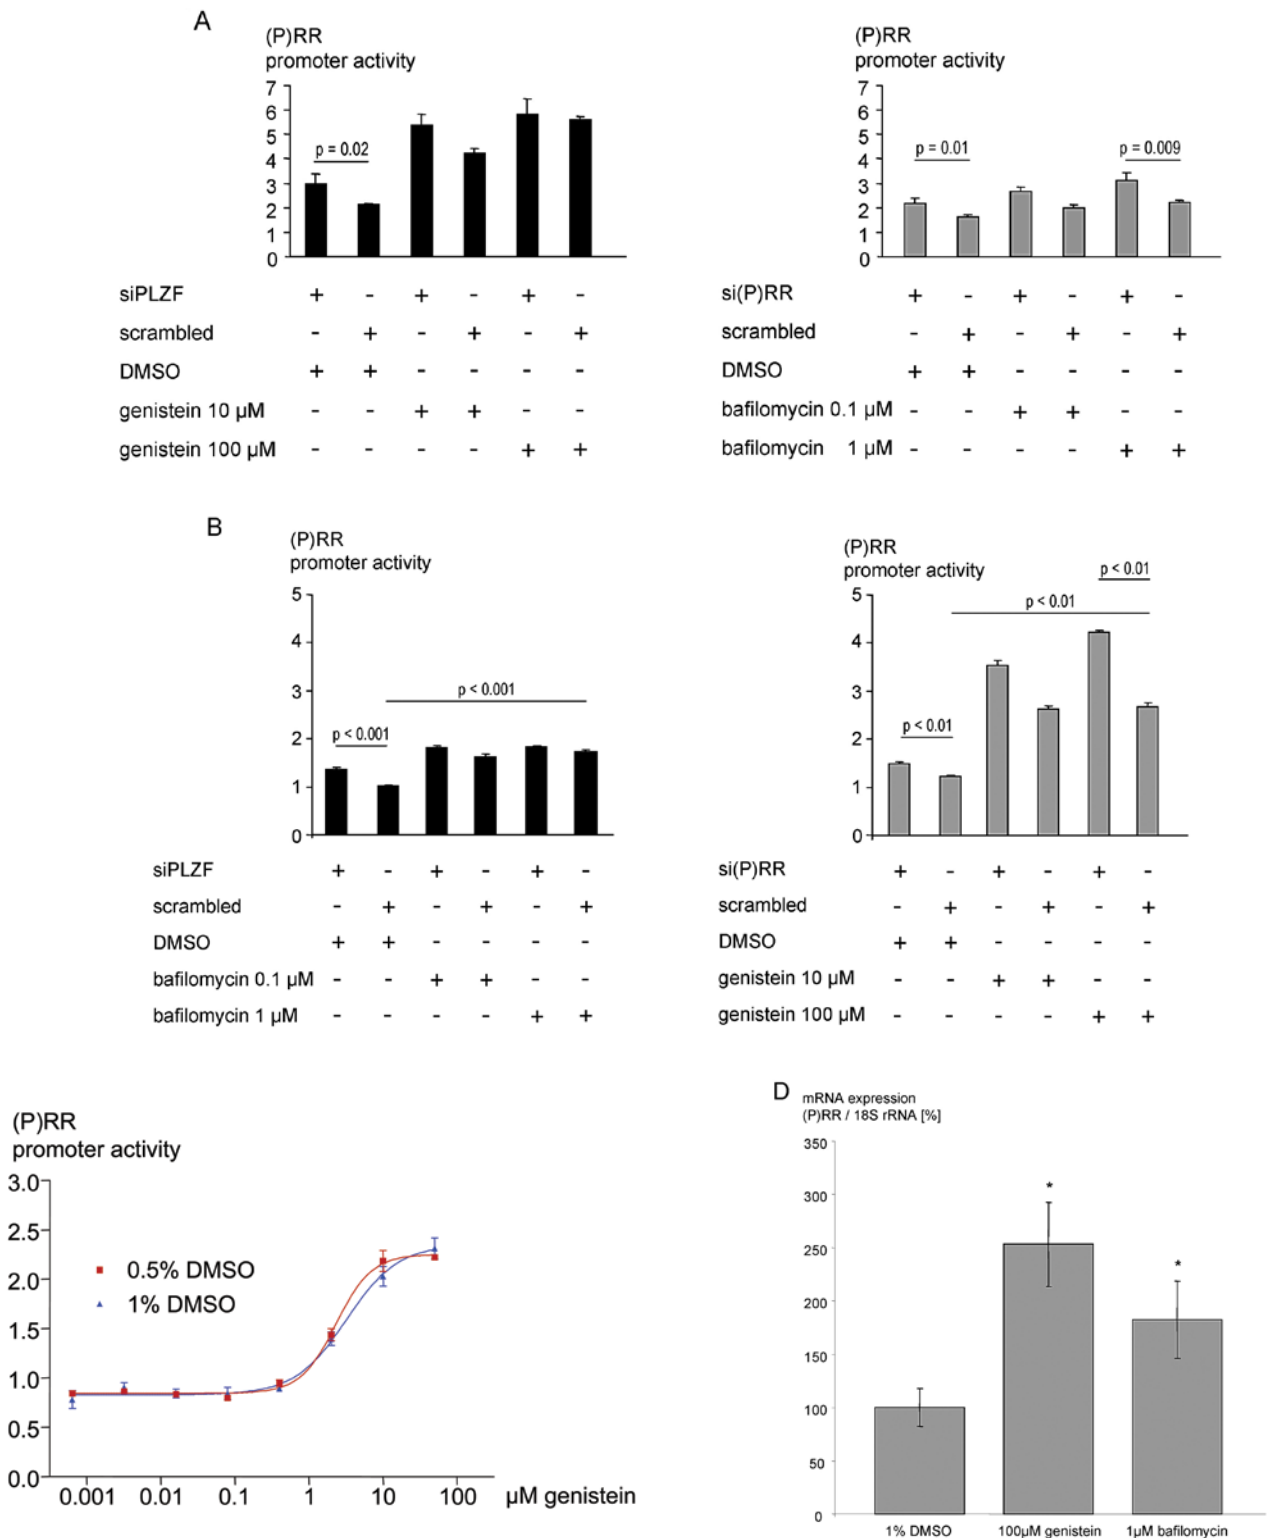 A
(P)RR
promoter activity
7
6
5
4
3
2
1
0
p = 0.02
siPLZF + - + - + -
scrambled - + - + - +
DMSO + + - - - -
genistein 10 µM - - + + - -
genistein 100 µM - - - - + +
(P)RR
promoter activity
7
6
5
4
3
2
1
0
p = 0.01
p = 0.009
si(P)RR + - + - + -
scrambled - + - + - +
DMSO + + - - - -
bafilomycin 0.1 µM - - + + - -
bafilomycin 1 µM - - - - + +
B
(P)RR
promoter activity
5
4
3
2
1
0
p < 0.001
p < 0.001
siPLZF + - + - + -
scrambled - + - + - +
DMSO + + - - - -
bafilomycin 0.1 µM - - + + - -
bafilomycin 1 µM - - - - + +
(P)RR
promoter activity
5
4
3
2
1
0
p < 0.01
p < 0.01
p < 0.01
si(P)RR + - + - + -
scrambled - + - + - +
DMSO + + - - - -
genistein 10 µM - - + + - -
genistein 100 µM - - - - + +
(P)RR
promoter activity
3.0
2.5
2.0
1.5
1.0
0.5
0.0
0.5% DMSO
1% DMSO
0.001 0.01 0.1 1 10 100 µM genistein
D
mRNA expression
(P)RR / 18S rRNA [%]
350
300
250
200
150
100
50
0
*
*
1% DMSO 100µM genistein 1µM bafilomycin